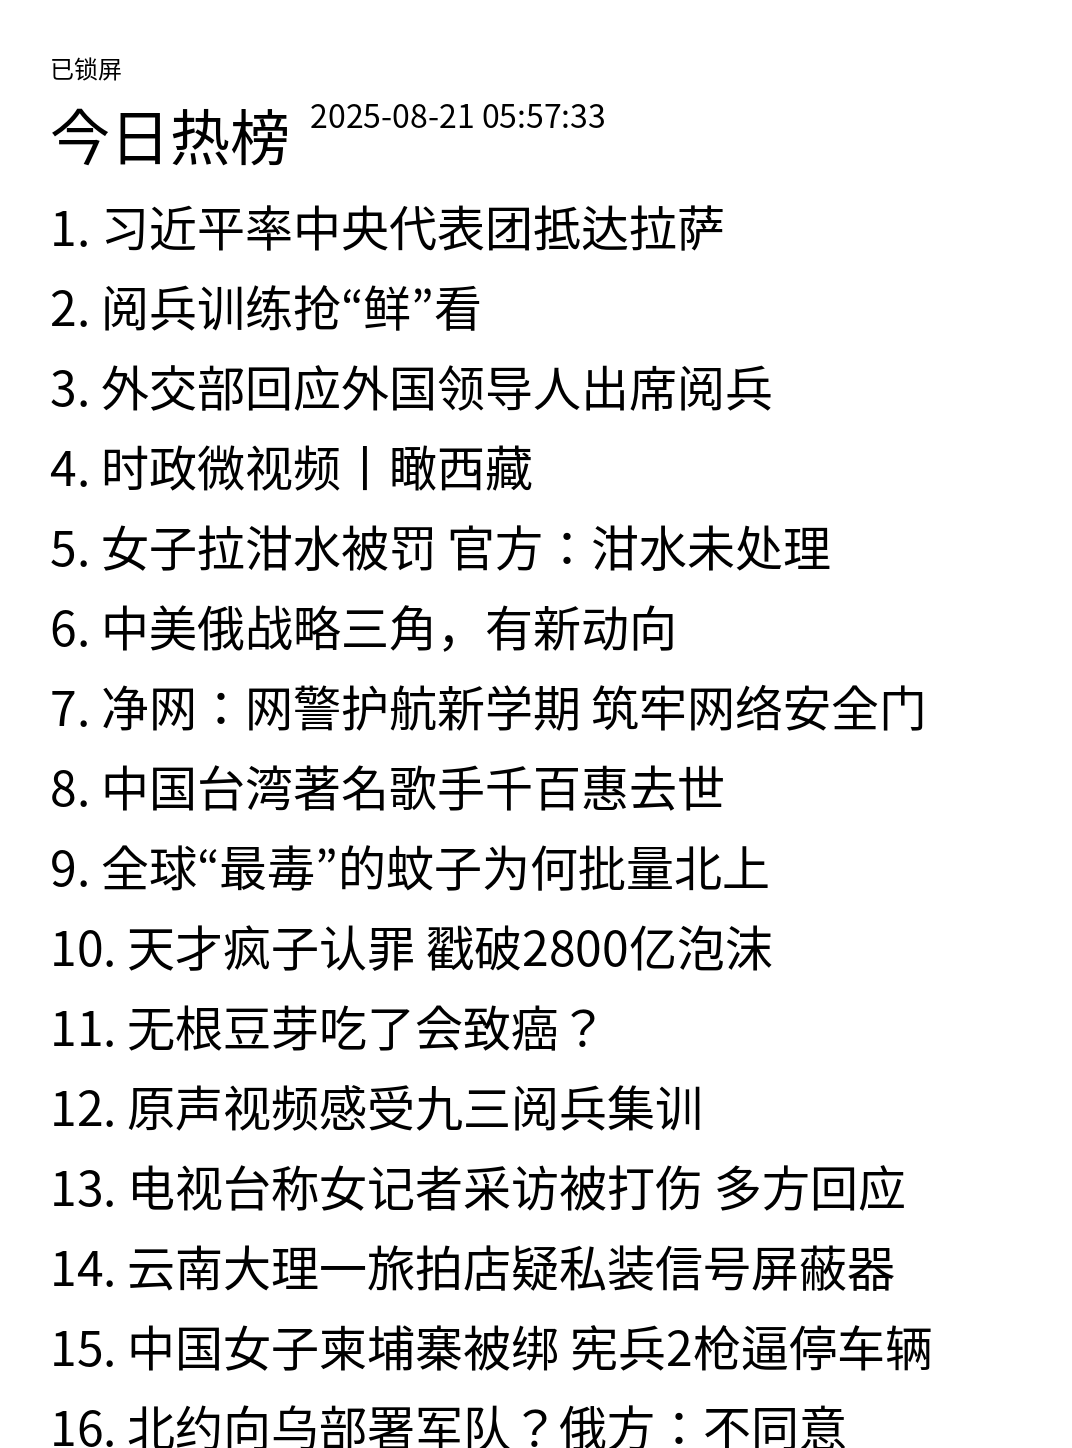 已锁屏
今日热榜 2025-08-21 05:57:33
1. 习近平率中央代表团抵达拉萨
2. 阅兵训练抢“鲜”看
3. 外交部回应外国领导人出席阅兵
4. 时政微视频丨瞰西藏
5. 女子拉泔水被罚 官方：泔水未处理
6. 中美俄战略三角，有新动向
7. 净网：网警护航新学期 筑牢网络安全门
8. 中国台湾著名歌手千百惠去世
9. 全球“最毒”的蚊子为何批量北上
10. 天才疯子认罪 戳破2800亿泡沫
11. 无根豆芽吃了会致癌？
12. 原声视频感受九三阅兵集训
13. 电视台称女记者采访被打伤 多方回应
14. 云南大理一旅拍店疑私装信号屏蔽器
15. 中国女子柬埔寨被绑 宪兵2枪逼停车辆
16. 北约向乌部署军队？俄方：不同意